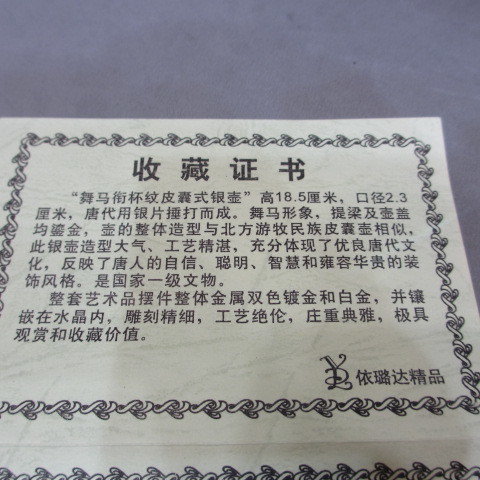 收藏证书
“舞马衔杯纹皮囊式银壶”高18.5厘米，口径2.3
厘米，唐代用银片捶打而成。舞马形象，提梁及壶盖
均鎏金，壶的整体造型与北方游牧民族皮囊壶相似，
此银壶造型大气、工艺精湛，充分体现了优良唐代文
化，反映了唐人的自信、聪明、智慧和雍容华贵的装
饰风格。是国家一级文物。
整套艺术品摆件整体金属双色镀金和白金，并镶
嵌在水晶内，雕刻精细，工艺绝伦，庄重典雅，极具
观赏和收藏价值。
依璐达精品